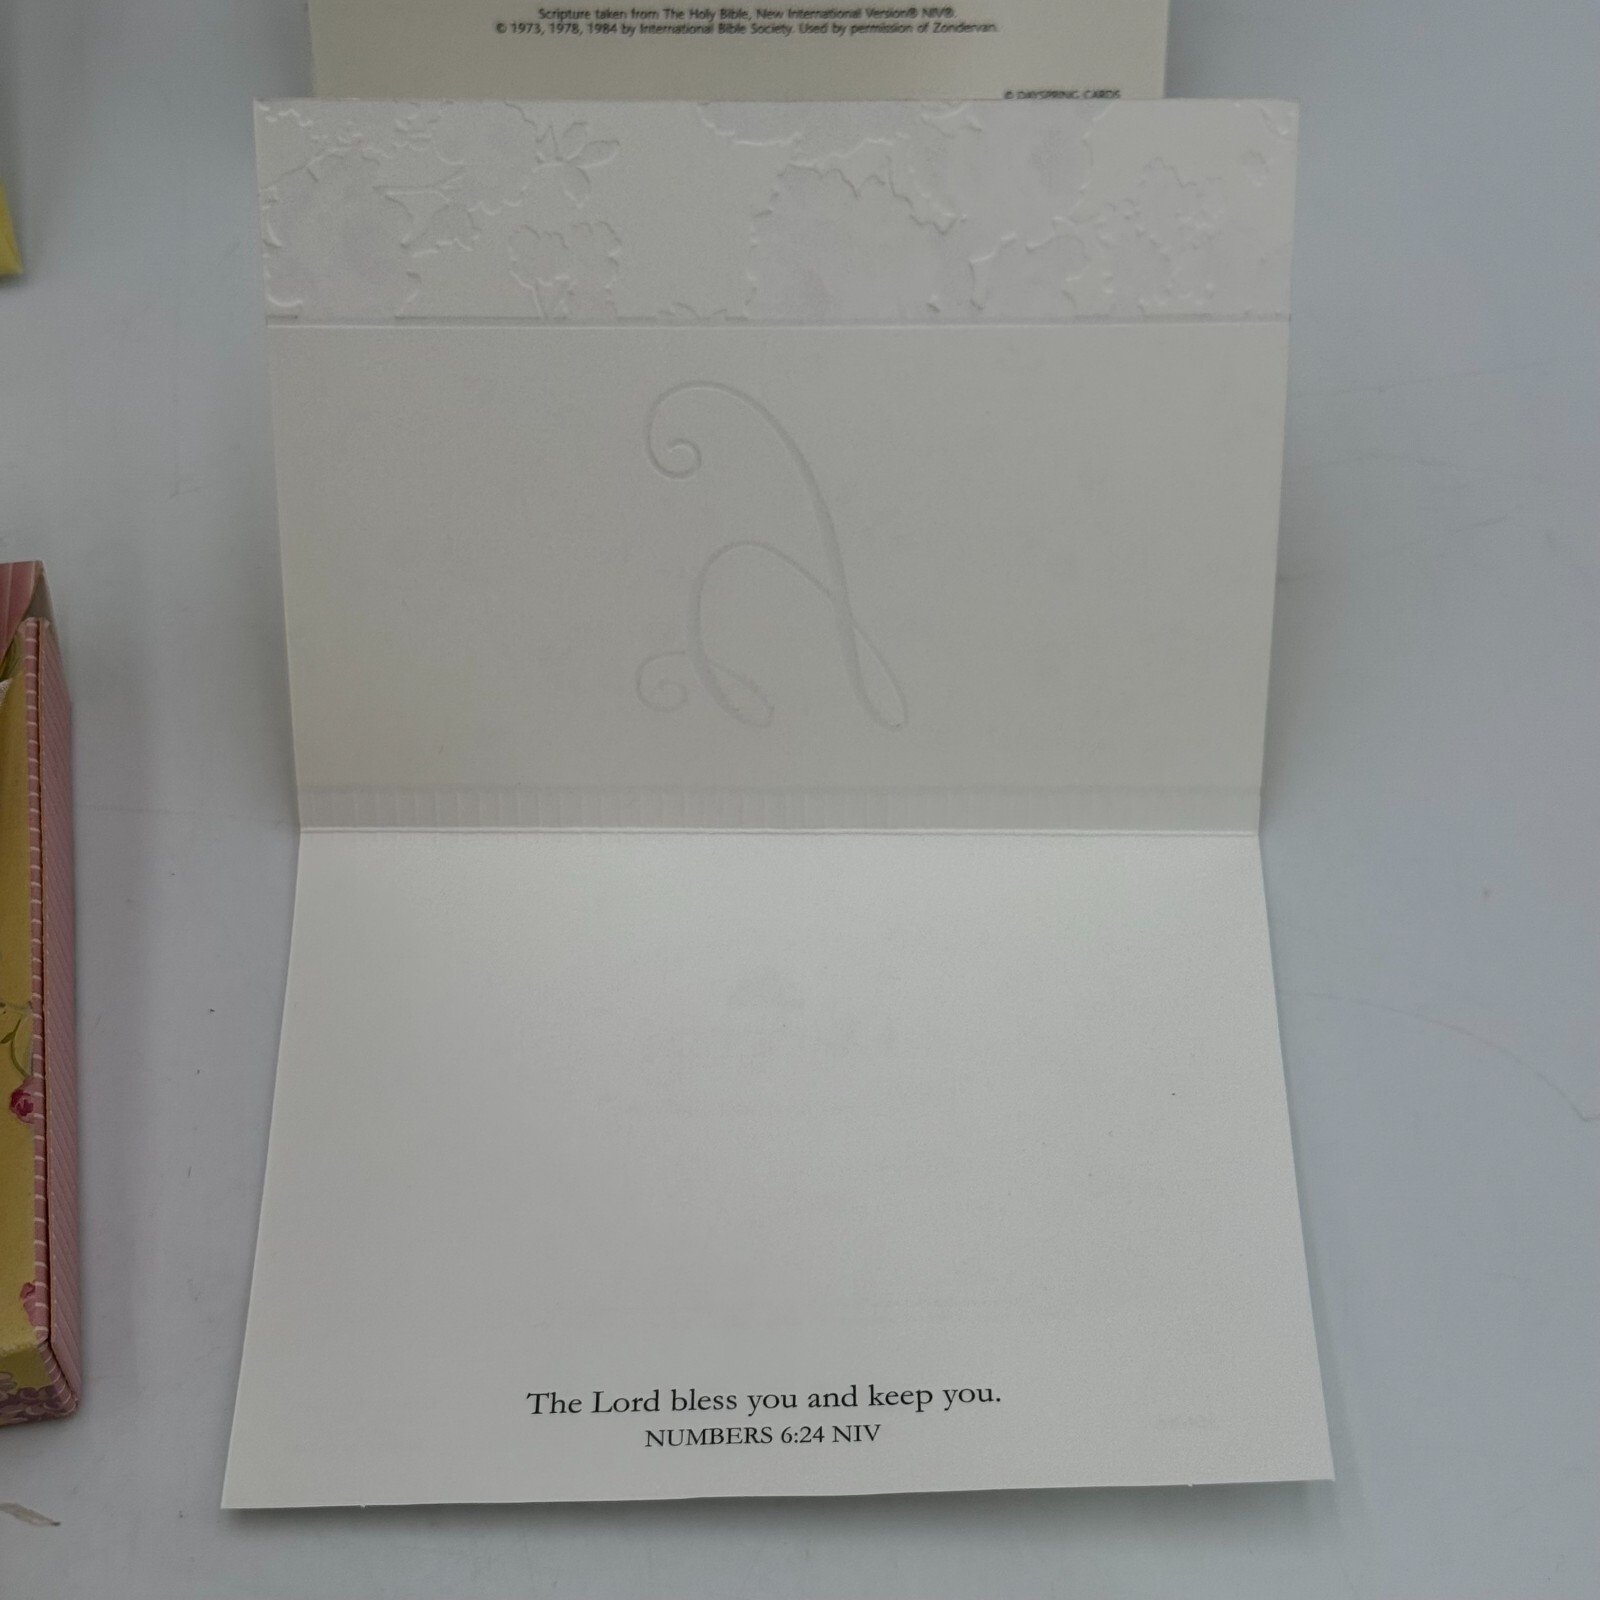 Scripture taken from The Holy Bible, New International Version® NIV®.
© 1973, 1978, 1984 by International Bible Society. Used by permission of Zondervan.
© DAYSPRING CARDS
The Lord bless you and keep you.
NUMBERS 6:24 NIV